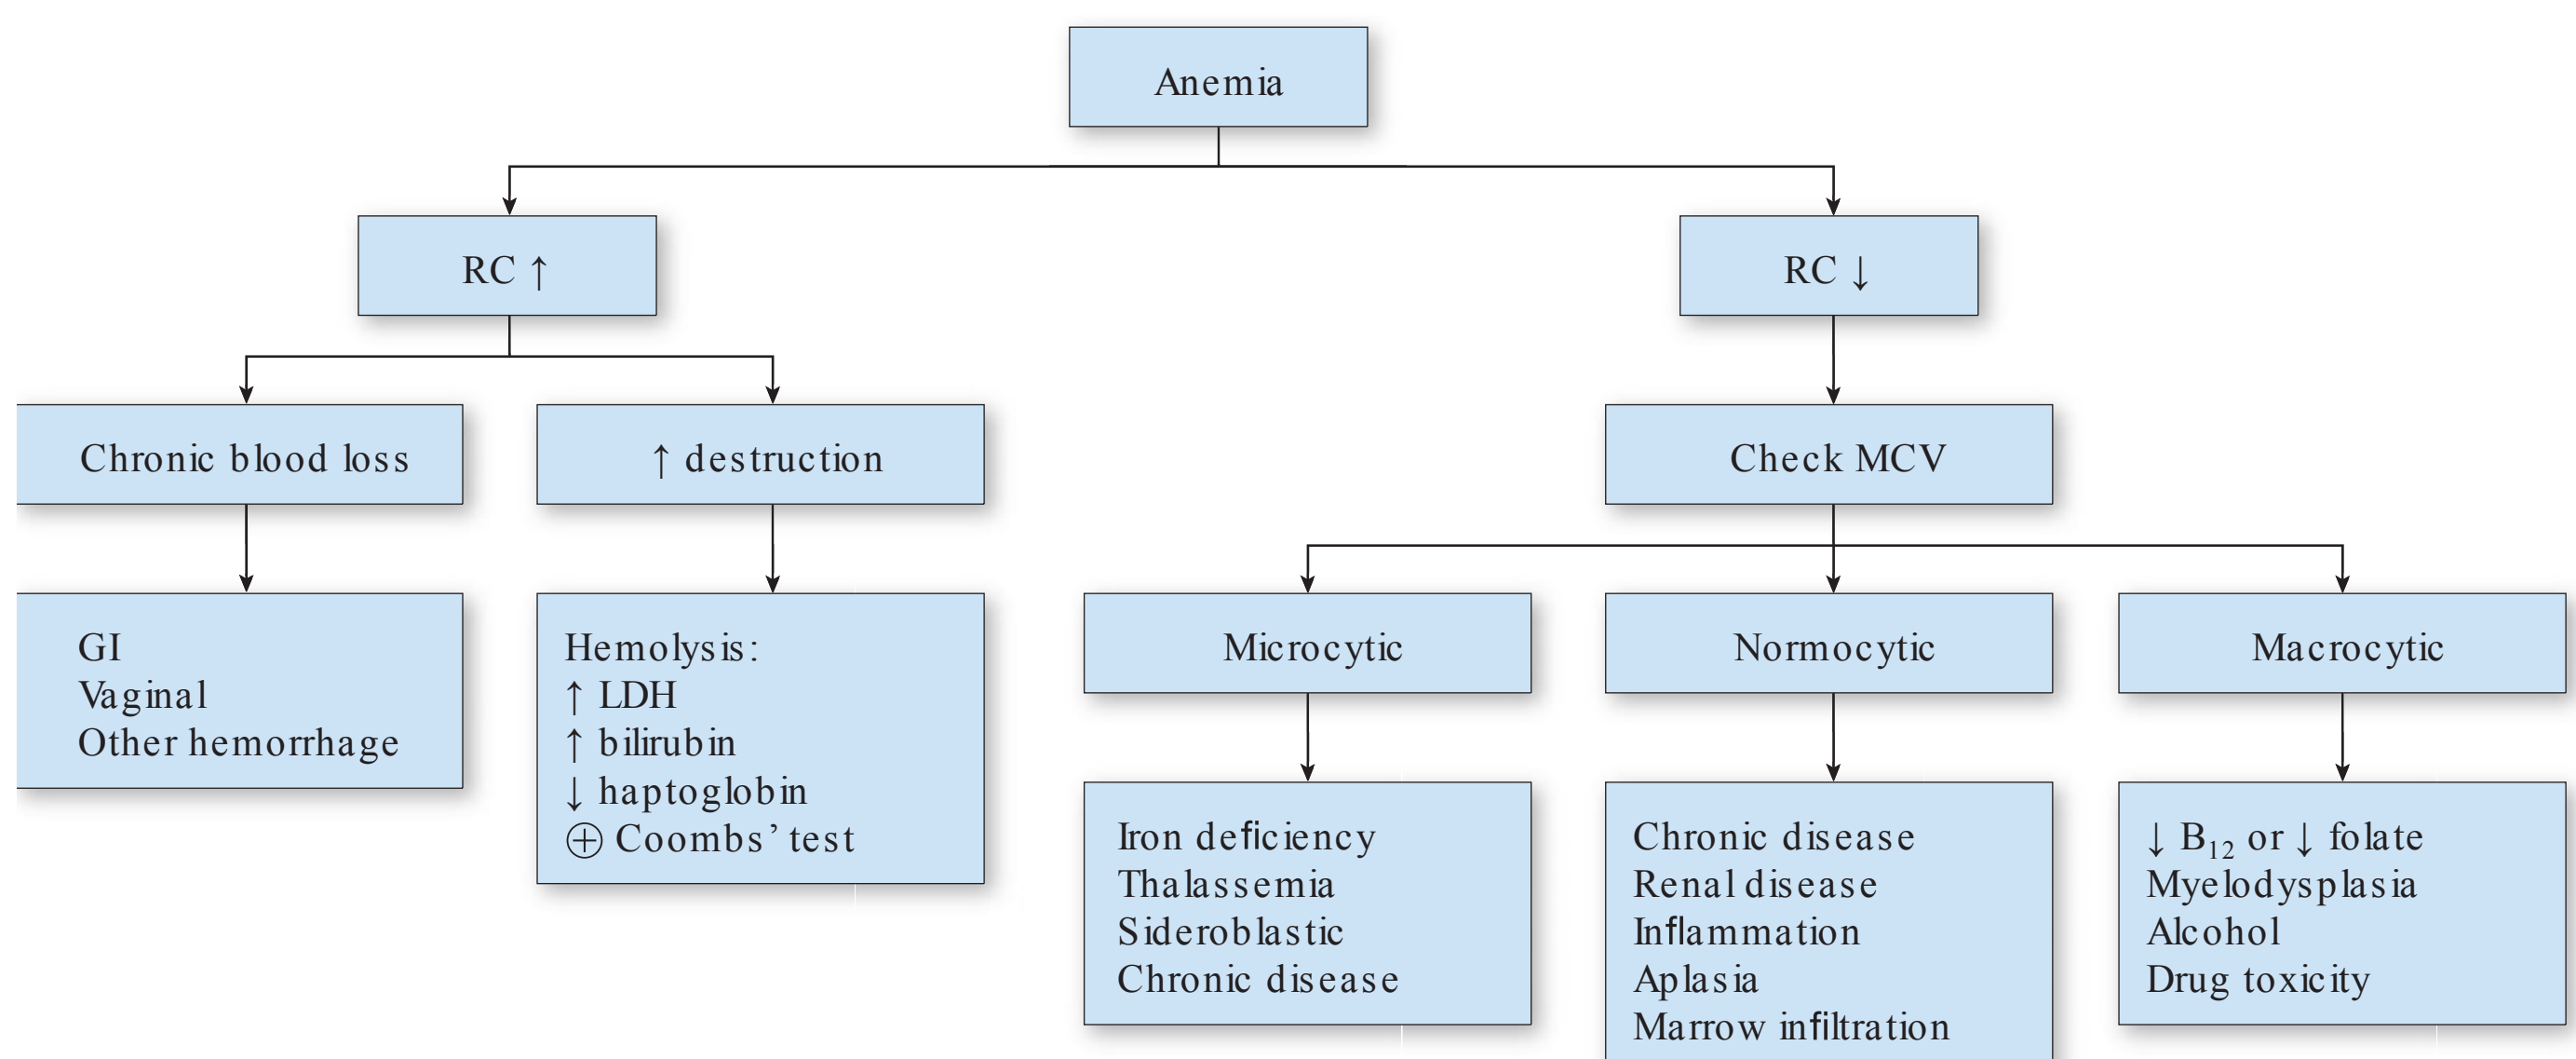 Anemia
RC ↑
RC ↓
Chronic blood loss
↑ destruction
Check MCV
GI
Vaginal
Other hemorrhage
Hemolysis:
↑ LDH
↑ bilirubin
↓ haptoglobin
⊕ Coombs’ test
Microcytic
Normocytic
Macrocytic
Iron deficiency
Thalassemia
Sideroblastic
Chronic disease
Chronic disease
Renal disease
Inflammation
Aplasia
Marrow infiltration
↓ B₁₂ or ↓ folate
Myelodysplasia
Alcohol
Drug toxicity